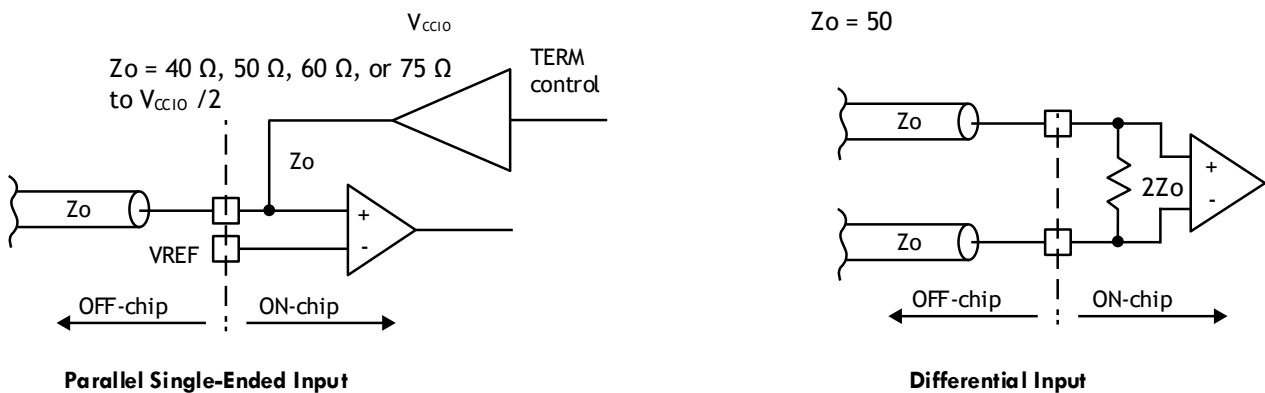 VCCIO
Zo = 40 Ω, 50 Ω, 60 Ω, or 75 Ω
to VCCIO /2
TERM
control
Zo
Zo
+
-
VREF
OFF-chip
ON-chip
Parallel Single-Ended Input
Zo = 50
Zo
+
2Zo
-
Zo
OFF-chip
ON-chip
Differential Input